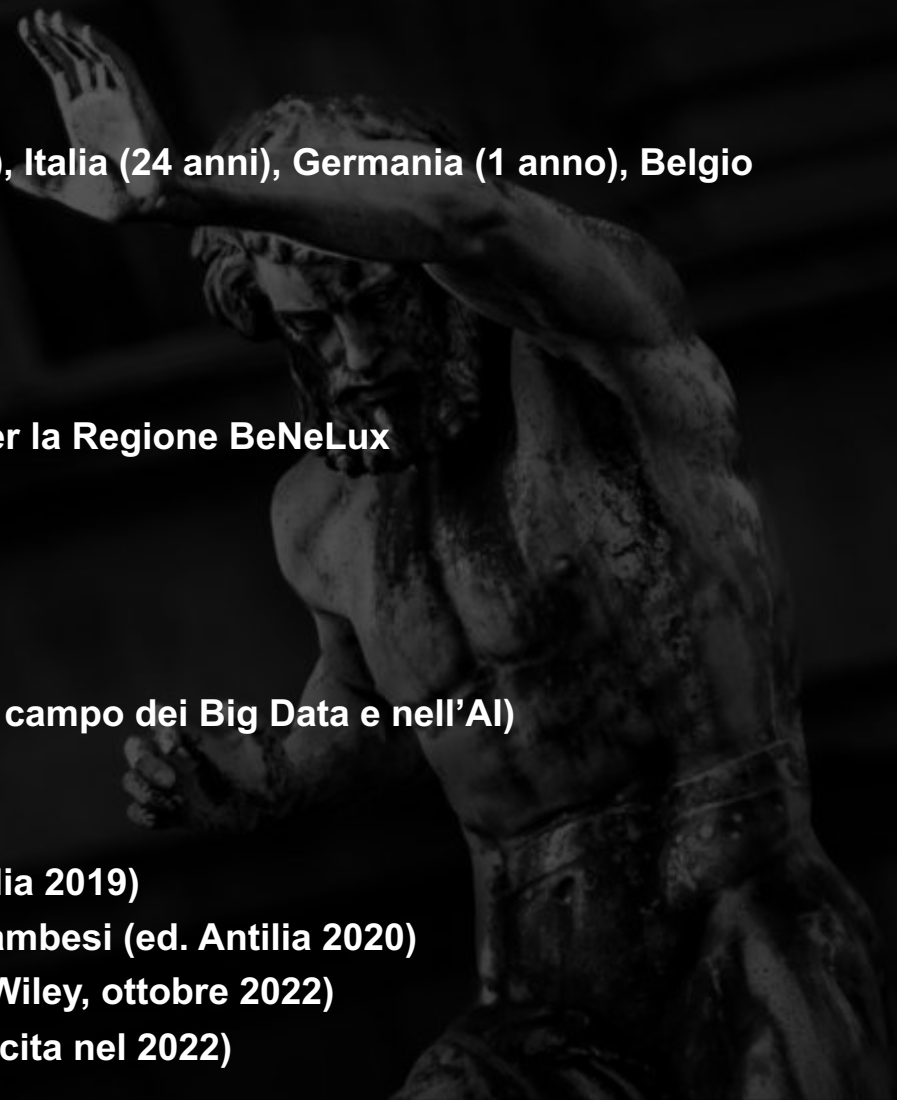 ), Italia (24 anni), Germania (1 anno), Belgio
er la Regione BeNeLux
campo dei Big Data e nell’AI)
lia 2019)
ambesi (ed. Antilia 2020)
Wiley, ottobre 2022)
cita nel 2022)